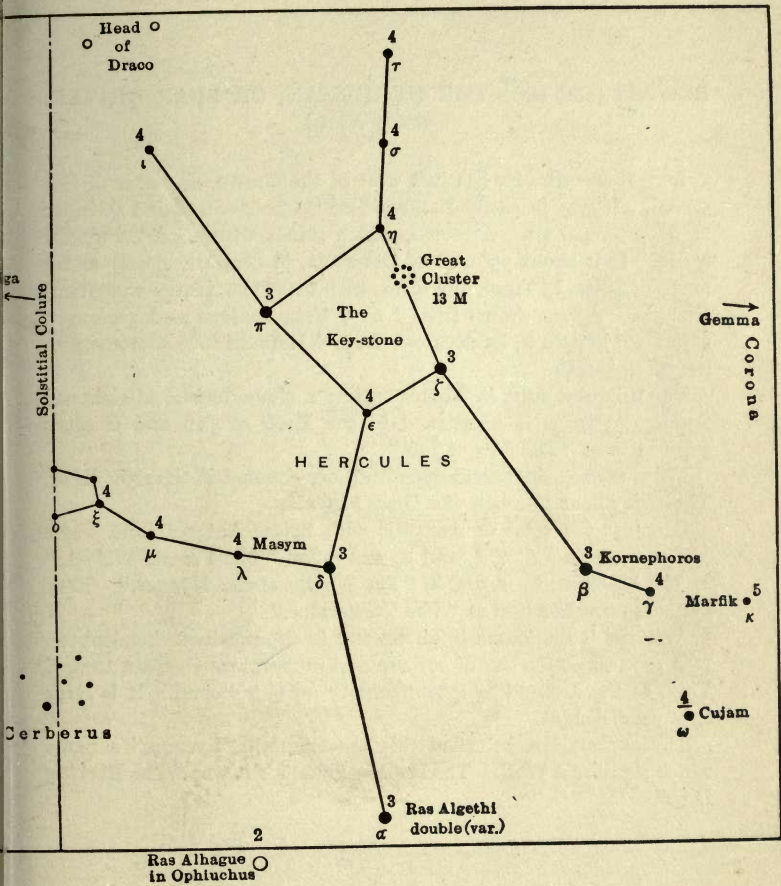 Head
of
Draco
4
τ
4
ι
4
σ
4
η
Great
Cluster
13 M
ga
3
π
The
Key-stone
Gemma
Corona
Solstitial Colure
3
ζ
4
ε
HERCULES
4
ξ
ο
4
μ
4
λ
Masym
3
δ
3
β
Kornephoros
4
γ
Marfik
5
κ
4
ω
Cujam
Cerberus
3
α
Ras Algethi
double (var.)
2
Ras Alhague
in Ophiuchus